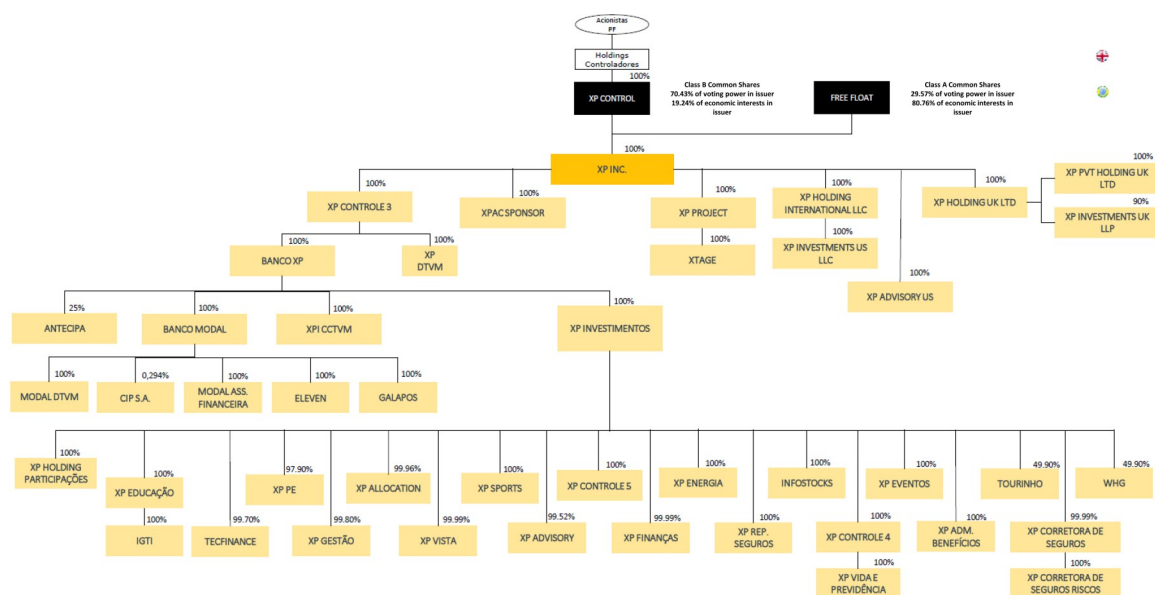 Acionistas
PF
Holdings
Controladores
100%
XP CONTROL
Class B Common Shares
70.43% of voting power in issuer
19.24% of economic interests in
issuer
FREE FLOAT
Class A Common Shares
29.57% of voting power in issuer
80.76% of economic interests in
issuer
100%
XP INC.
100%
XP CONTROLE 3
100%
XPAC SPONSOR
100%
XP PROJECT
100%
XP HOLDING
INTERNATIONAL LLC
100%
XP HOLDING UK LTD
100%
XP PVT HOLDING UK
LTD
90%
XP INVESTMENTS UK
LLP
100%
BANCO XP
100%
XP
DTVM
100%
XTAGE
100%
XP INVESTMENTS US
LLC
100%
XP ADVISORY US
25%
ANTECIPA
100%
BANCO MODAL
100%
XPI CCTVM
100%
XP INVESTIMENTOS
100%
MODAL DTVM
0,294%
CIP S.A.
100%
MODAL ASS.
FINANCEIRA
100%
ELEVEN
100%
GALAPOS
100%
XP HOLDING
PARTICIPAÇÕES
100%
XP EDUCAÇÃO
97.90%
XP PE
99.96%
XP ALLOCATION
100%
XP SPORTS
100%
XP CONTROLE 5
100%
XP ENERGIA
100%
INFOSTOCKS
100%
XP EVENTOS
49.90%
TOURINHO
49.90%
WHG
100%
IGTI
99.70%
TECFINANCE
99.80%
XP GESTÃO
99.99%
XP VISTA
99.52%
XP ADVISORY
99.99%
XP FINANÇAS
100%
XP REP.
SEGUROS
100%
XP CONTROLE 4
100%
XP ADM.
BENEFÍCIOS
99.99%
XP CORRETORA DE
SEGUROS
100%
XP VIDA E
PREVIDÊNCIA
100%
XP CORRETORA DE
SEGUROS RISCOS